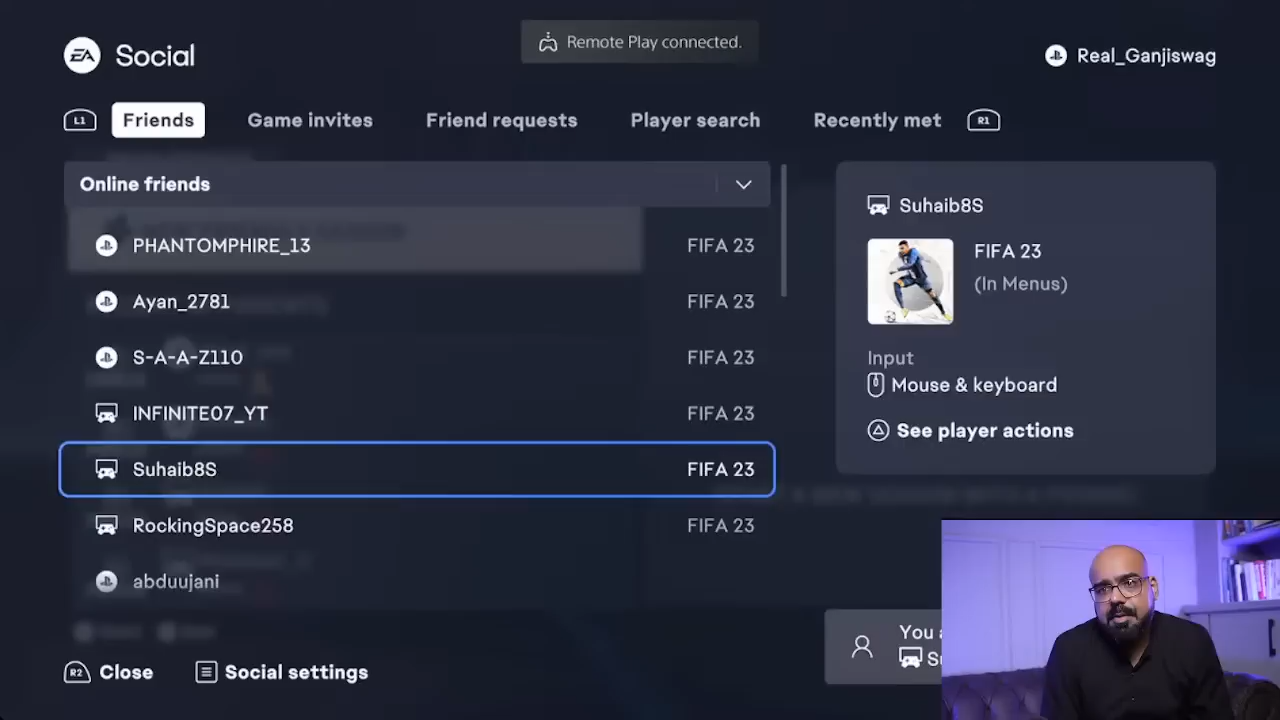 Remote Play connected.
EA Social
Real_Ganjiswag
L1 Friends Game invites Friend requests Player search Recently met R1
Online friends
PHANTOMPHIRE_13 FIFA 23
Ayan_2781 FIFA 23
S-A-A-Z110 FIFA 23
INFINITE07_YT FIFA 23
Suhaib8S FIFA 23
RockingSpace258 FIFA 23
abduujani
Suhaib8S
FIFA 23
(In Menus)
Input
Mouse & keyboard
See player actions
You
R2 Close Social settings